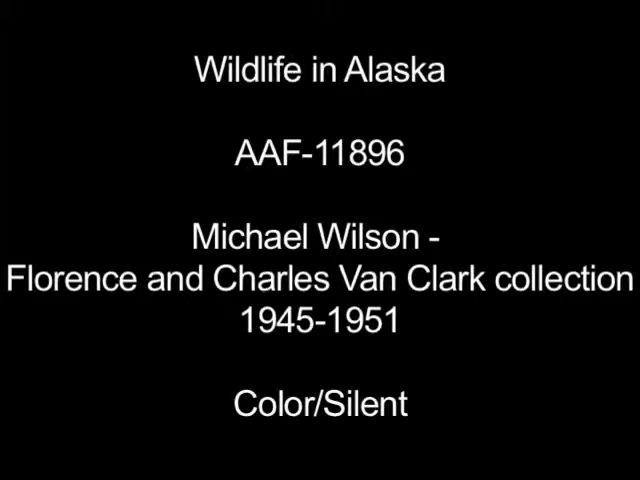 Wildlife in Alaska
AAF-11896
Michael Wilson -
Florence and Charles Van Clark collection
1945-1951
Color/Silent